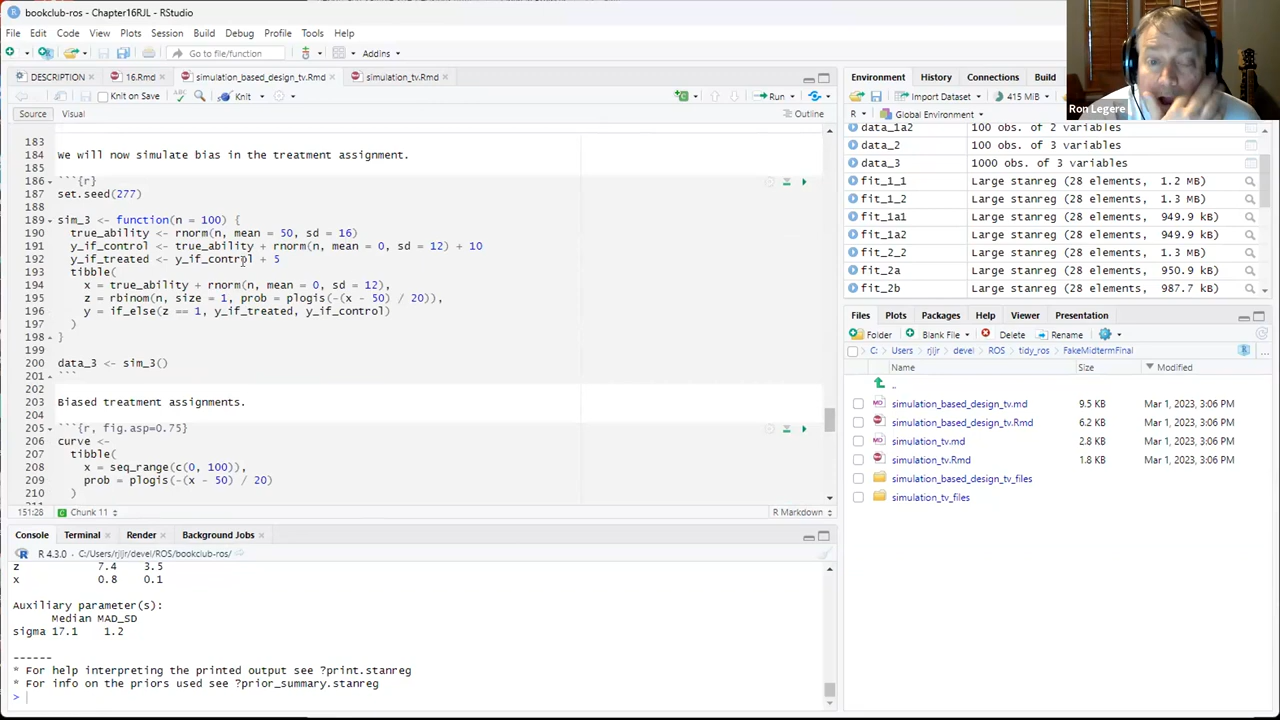 bookclub-ros - Chapter16RJL - RStudio
File Edit Code View Plots Session Build Debug Profile Tools Help
Go to file/function Addins
DESCRIPTION 16.Rmd simulation_based_design_tv.Rmd simulation_tv.Rmd
Knit on Save Knit Run
Source Visual Outline
183
184 we will now simulate bias in the treatment assignment.
185
186 ```{r}
187 set.seed(277)
188
189 sim_3 <- function(n = 100) {
190 true_ability <- rnorm(n, mean = 50, sd = 16)
191 y_if_control <- true_ability + rnorm(n, mean = 0, sd = 12) + 10
192 y_if_treated <- y_if_control + 5
193 tibble(
194 x = true_ability + rnorm(n, mean = 0, sd = 12),
195 z = rbinom(n, size = 1, prob = plogis(-(x - 50) / 20)),
196 y = if_else(z == 1, y_if_treated, y_if_control)
197 )
198 }
199
200 data_3 <- sim_3()
201 ```
202
203 Biased treatment assignments.
204
205 ```{r, fig.asp=0.75}
206 curve <-
207 tibble(
208 x = seq_range(c(0, 100)),
209 prob = plogis(-(x - 50) / 20)
210 )
151:28 Chunk 11 R Markdown
Console Terminal Render Background Jobs
R 4.3.0 · C:/Users/rjljr/devel/ROS/bookclub-ros/
z 7.4 3.5
x 0.8 0.1
Auxiliary parameter(s):
Median MAD_SD
sigma 17.1 1.2
------
* For help interpreting the printed output see ?print.stanreg
* For info on the priors used see ?prior_summary.stanreg
>
Environment History Connections Build
Import Dataset 415 MiB
R Global Environment
data_1a2 100 obs. of 2 variables
data_2 100 obs. of 3 variables
data_3 1000 obs. of 3 variables
fit_1_1 Large stanreg (28 elements, 1.2 MB)
fit_1_2 Large stanreg (28 elements, 1.3 MB)
fit_1a1 Large stanreg (28 elements, 949.9 kB)
fit_1a2 Large stanreg (28 elements, 949.9 kB)
fit_2_2 Large stanreg (28 elements, 1.3 MB)
fit_2a Large stanreg (28 elements, 950.9 kB)
fit_2b Large stanreg (28 elements, 987.7 kB)
Files Plots Packages Help Viewer Presentation
Folder Blank File Delete Rename
C: Users rjljr devel ROS tidy_ros FakeMidtermFinal
Name Size Modified
..
simulation_based_design_tv.md 9.5 KB Mar 1, 2023, 3:06 PM
simulation_based_design_tv.Rmd 6.2 KB Mar 1, 2023, 3:06 PM
simulation_tv.md 2.8 KB Mar 1, 2023, 3:06 PM
simulation_tv.Rmd 1.8 KB Mar 1, 2023, 3:06 PM
simulation_based_design_tv_files
simulation_tv_files
Ron Legere